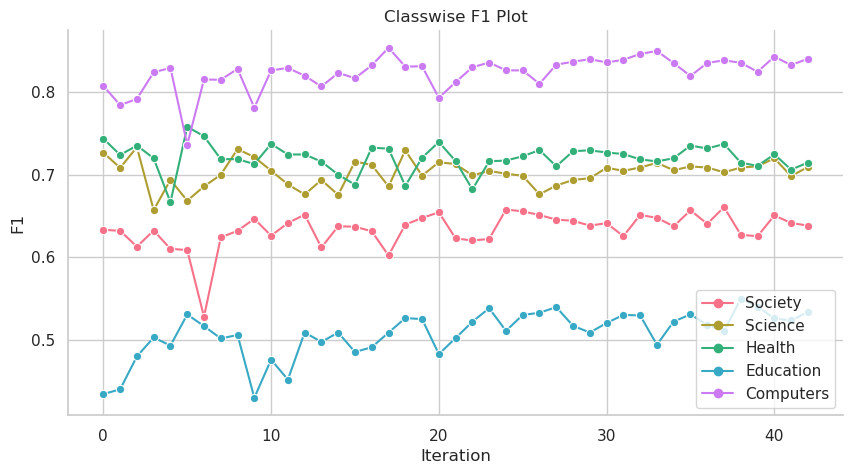 Classwise F1 Plot
F1
0.8
0.7
0.6
0.5
0
10
20
30
40
Iteration
Society
Science
Health
Education
Computers